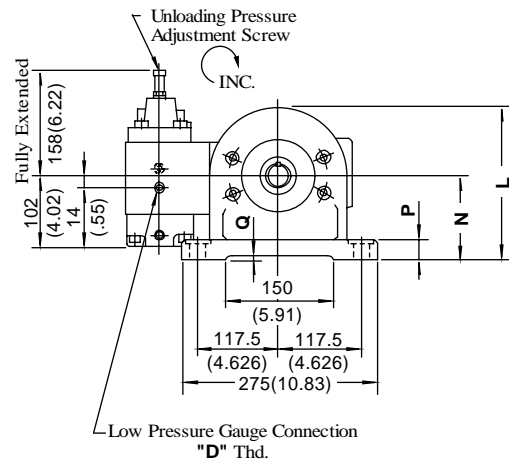 Unloading Pressure
Adjustment Screw
INC.
Fully Extended
158(6.22)
102
(4.02)
14
(.55)
Q
P
N
L
150
(5.91)
117.5
117.5
(4.626)
(4.626)
275(10.83)
Low Pressure Gauge Connection
"D" Thd.